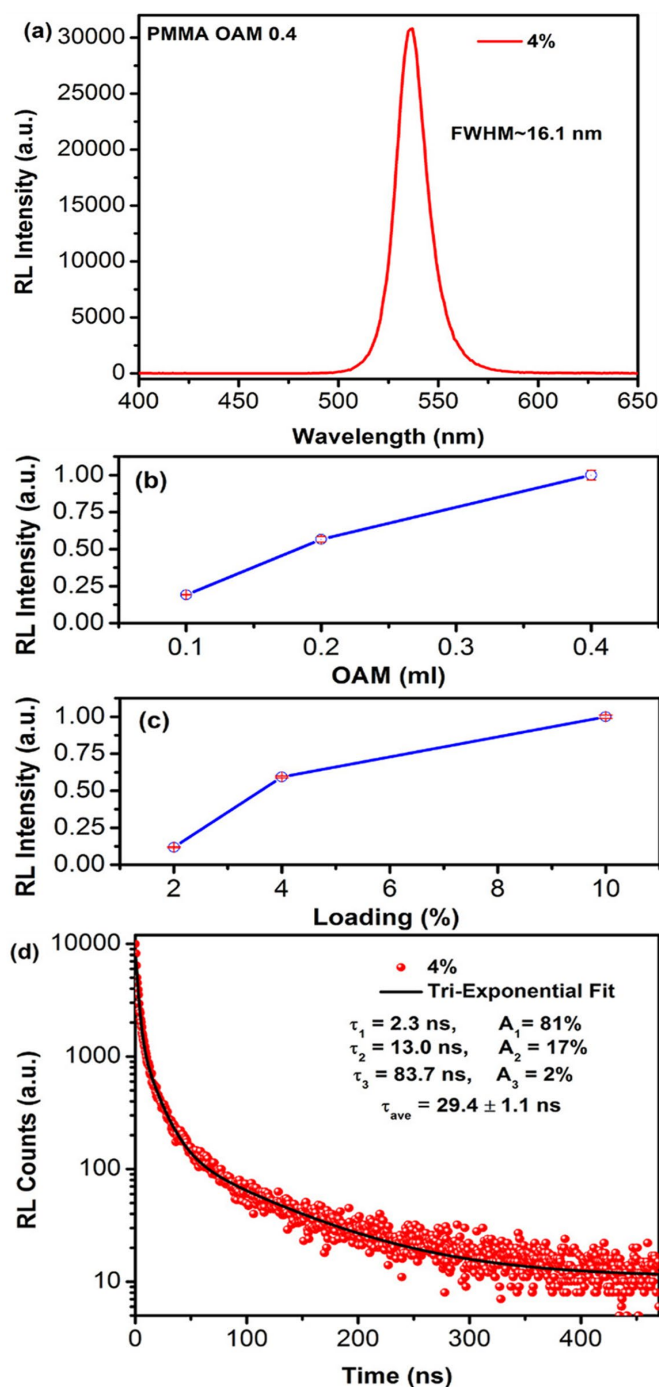 (a)
PMMA OAM 0.4
4%
FWHM~16.1 nm
RL Intensity (a.u.)
30000
25000
20000
15000
10000
5000
0
400 450 500 550 600 650
Wavelength (nm)
(b)
RL Intensity (a.u.)
1.00
0.75
0.50
0.25
0.00
0.1 0.2 0.3 0.4
OAM (ml)
(c)
RL Intensity (a.u.)
1.00
0.75
0.50
0.25
0.00
2 4 6 8 10
Loading (%)
(d)
RL Counts (a.u.)
10000
1000
100
10
4%
Tri-Exponential Fit
τ1 = 2.3 ns, A1= 81%
τ2 = 13.0 ns, A2 = 17%
τ3 = 83.7 ns, A3 = 2%
τave = 29.4 ± 1.1 ns
0 100 200 300 400
Time (ns)